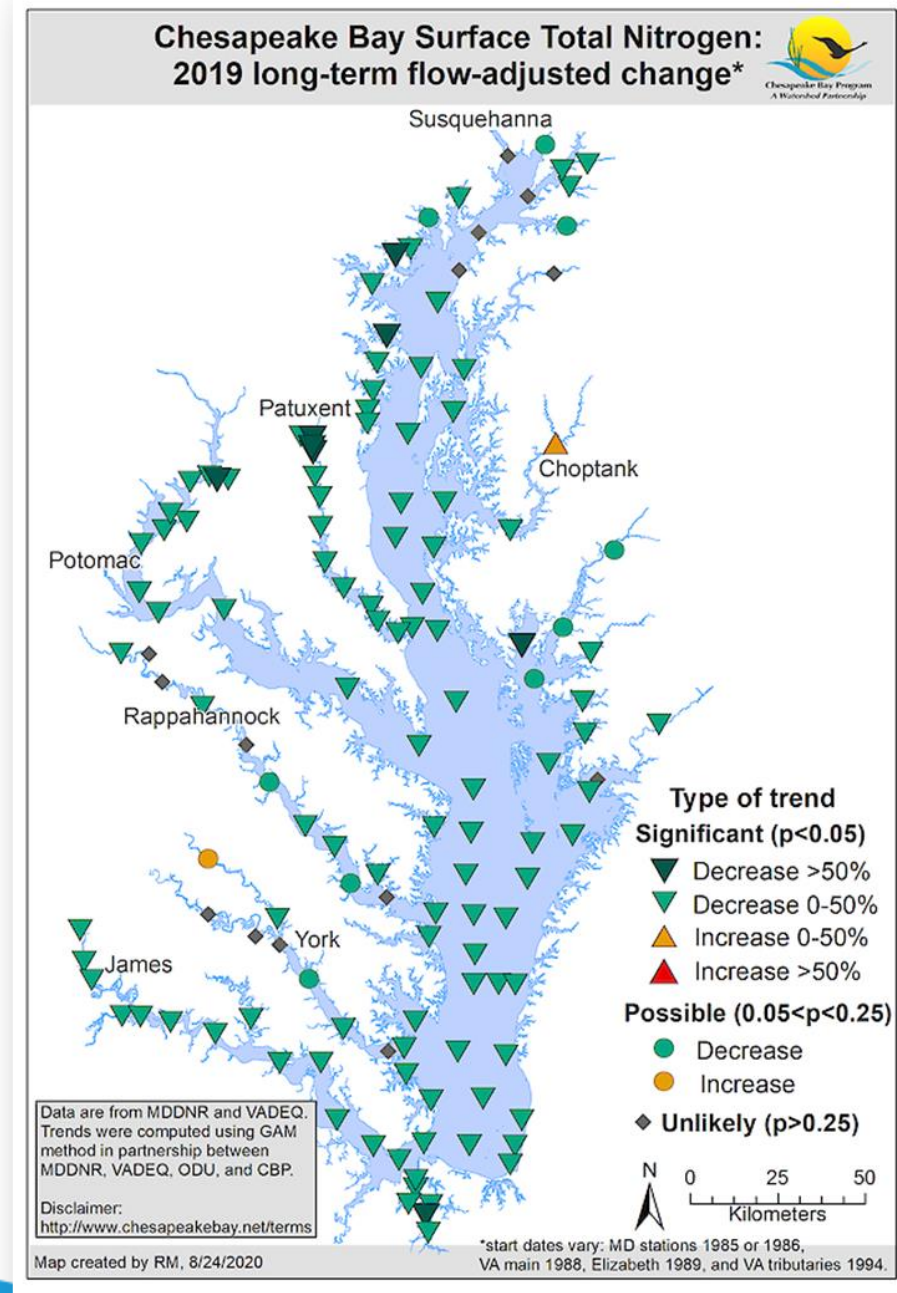 Chesapeake Bay Surface Total Nitrogen:
2019 long-term flow-adjusted change*
Chesapeake Bay Program
A Watershed Partnership
Susquehanna
Patuxent
Choptank
Potomac
Rappahannock
York
James
Type of trend
Significant (p<0.05)
Decrease >50%
Decrease 0-50%
Increase 0-50%
Increase >50%
Possible (0.05<p<0.25)
Decrease
Increase
Unlikely (p>0.25)
Data are from MDDNR and VADEQ.
Trends were computed using GAM
method in partnership between
MDDNR, VADEQ, ODU, and CBP.
Disclaimer:
http://www.chesapeakebay.net/terms
N
0 25 50
Kilometers
Map created by RM, 8/24/2020
*start dates vary: MD stations 1985 or 1986,
VA main 1988, Elizabeth 1989, and VA tributaries 1994.